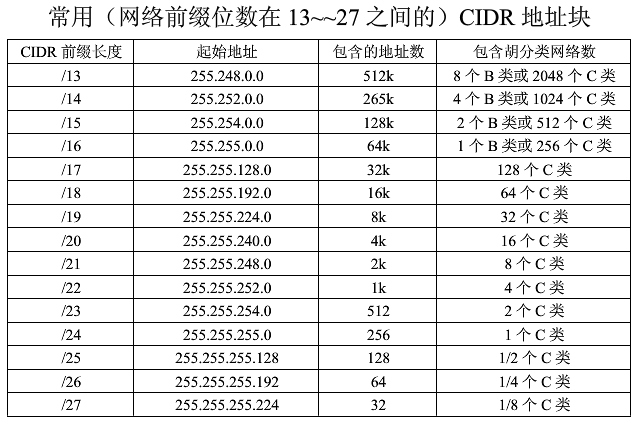 常用（网络前缀位数在 13~~27 之间的）CIDR 地址块
CIDR 前缀长度 起始地址 包含的地址数 包含胡分类网络数
/13 255.248.0.0 512k 8 个 B 类或 2048 个 C 类
/14 255.252.0.0 265k 4 个 B 类或 1024 个 C 类
/15 255.254.0.0 128k 2 个 B 类或 512 个 C 类
/16 255.255.0.0 64k 1 个 B 类或 256 个 C 类
/17 255.255.128.0 32k 128 个 C 类
/18 255.255.192.0 16k 64 个 C 类
/19 255.255.224.0 8k 32 个 C 类
/20 255.255.240.0 4k 16 个 C 类
/21 255.255.248.0 2k 8 个 C 类
/22 255.255.252.0 1k 4 个 C 类
/23 255.255.254.0 512 2 个 C 类
/24 255.255.255.0 256 1 个 C 类
/25 255.255.255.128 128 1/2 个 C 类
/26 255.255.255.192 64 1/4 个 C 类
/27 255.255.255.224 32 1/8 个 C 类